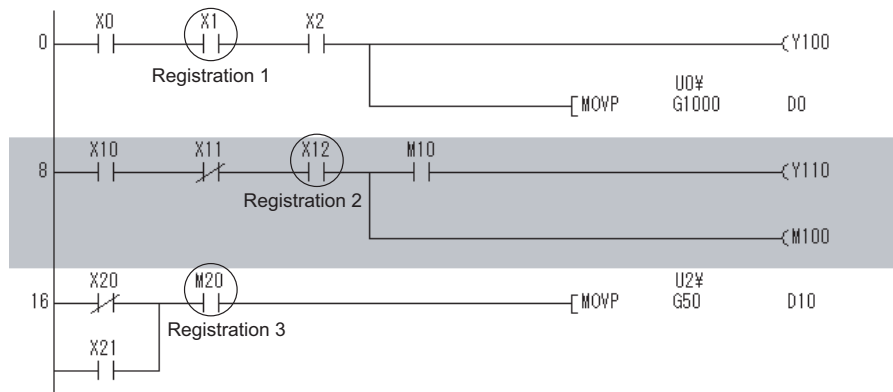 X0 X1 X2
0 Y100
Registration 1
U0¥
MOVP G1000 D0
X10 X11 X12 M10
8 Y110
Registration 2
M100
X20 M20 U2¥
16 MOVP G50 D10
Registration 3
X21